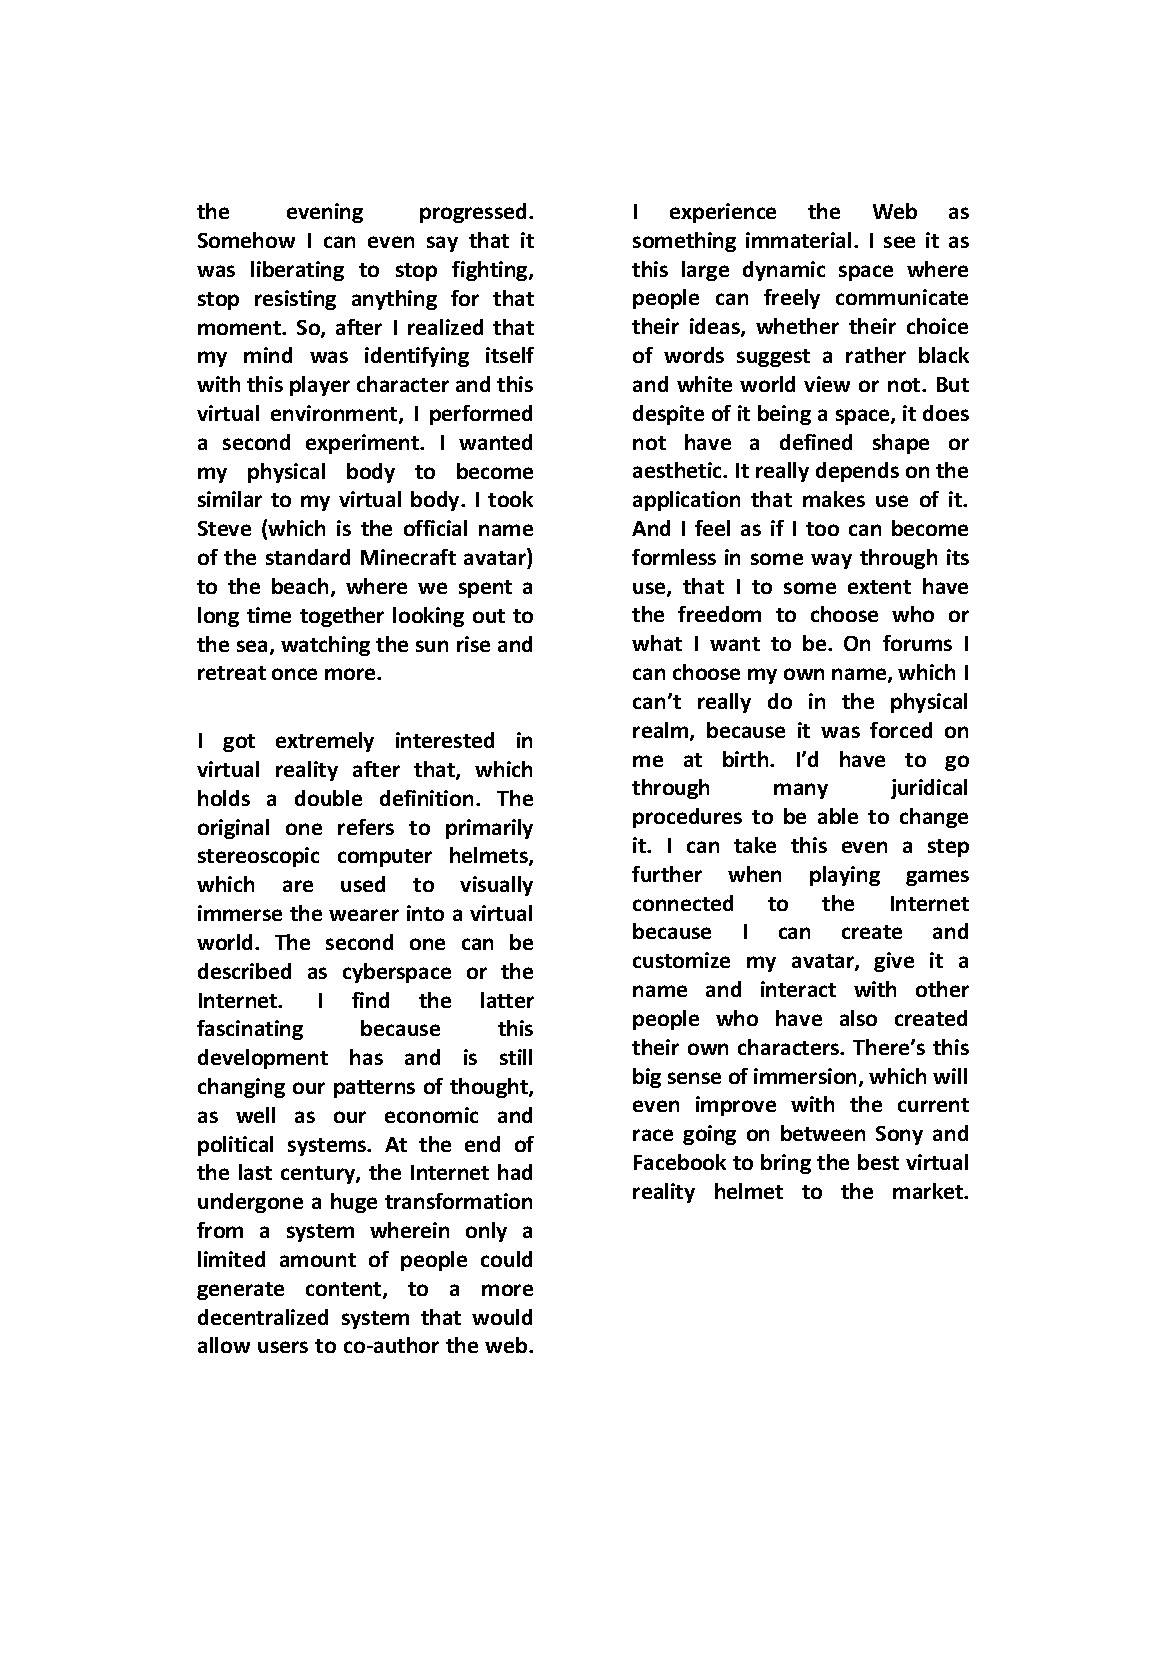 the evening progressed.
Somehow I can even say that it
was liberating to stop fighting,
stop resisting anything for that
moment. So, after I realized that
my mind was identifying itself
with this player character and this
virtual environment, I performed
a second experiment. I wanted
my physical body to become
similar to my virtual body. I took
Steve (which is the official name
of the standard Minecraft avatar)
to the beach, where we spent a
long time together looking out to
the sea, watching the sun rise and
retreat once more.

I got extremely interested in
virtual reality after that, which
holds a double definition. The
original one refers to primarily
stereoscopic computer helmets,
which are used to visually
immerse the wearer into a virtual
world. The second one can be
described as cyberspace or the
Internet. I find the latter
fascinating because this
development has and is still
changing our patterns of thought,
as well as our economic and
political systems. At the end of
the last century, the Internet had
undergone a huge transformation
from a system wherein only a
limited amount of people could
generate content, to a more
decentralized system that would
allow users to co-author the web.

I experience the Web as
something immaterial. I see it as
this large dynamic space where
people can freely communicate
their ideas, whether their choice
of words suggest a rather black
and white world view or not. But
despite of it being a space, it does
not have a defined shape or
aesthetic. It really depends on the
application that makes use of it.
And I feel as if I too can become
formless in some way through its
use, that I to some extent have
the freedom to choose who or
what I want to be. On forums I
can choose my own name, which I
can’t really do in the physical
realm, because it was forced on
me at birth. I’d have to go
through many juridical
procedures to be able to change
it. I can take this even a step
further when playing games
connected to the Internet
because I can create and
customize my avatar, give it a
name and interact with other
people who have also created
their own characters. There’s this
big sense of immersion, which will
even improve with the current
race going on between Sony and
Facebook to bring the best virtual
reality helmet to the market.